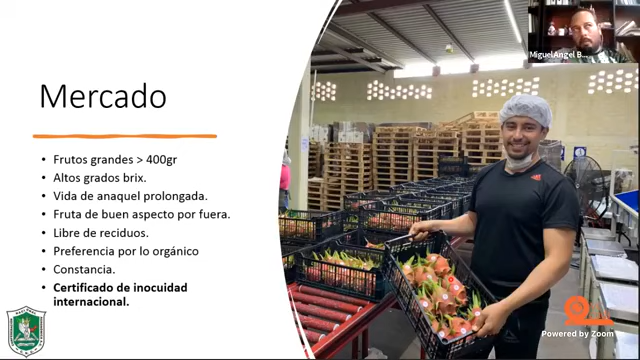 Mercado
• Frutos grandes > 400gr
• Altos grados brix.
• Vida de anaquel prolongada.
• Fruta de buen aspecto por fuera.
• Libre de reciduos.
• Preferencia por lo orgánico
• Constancia.
• Certificado de inocuidad
internacional.
MiguelAngel B...
Powered by Zoom